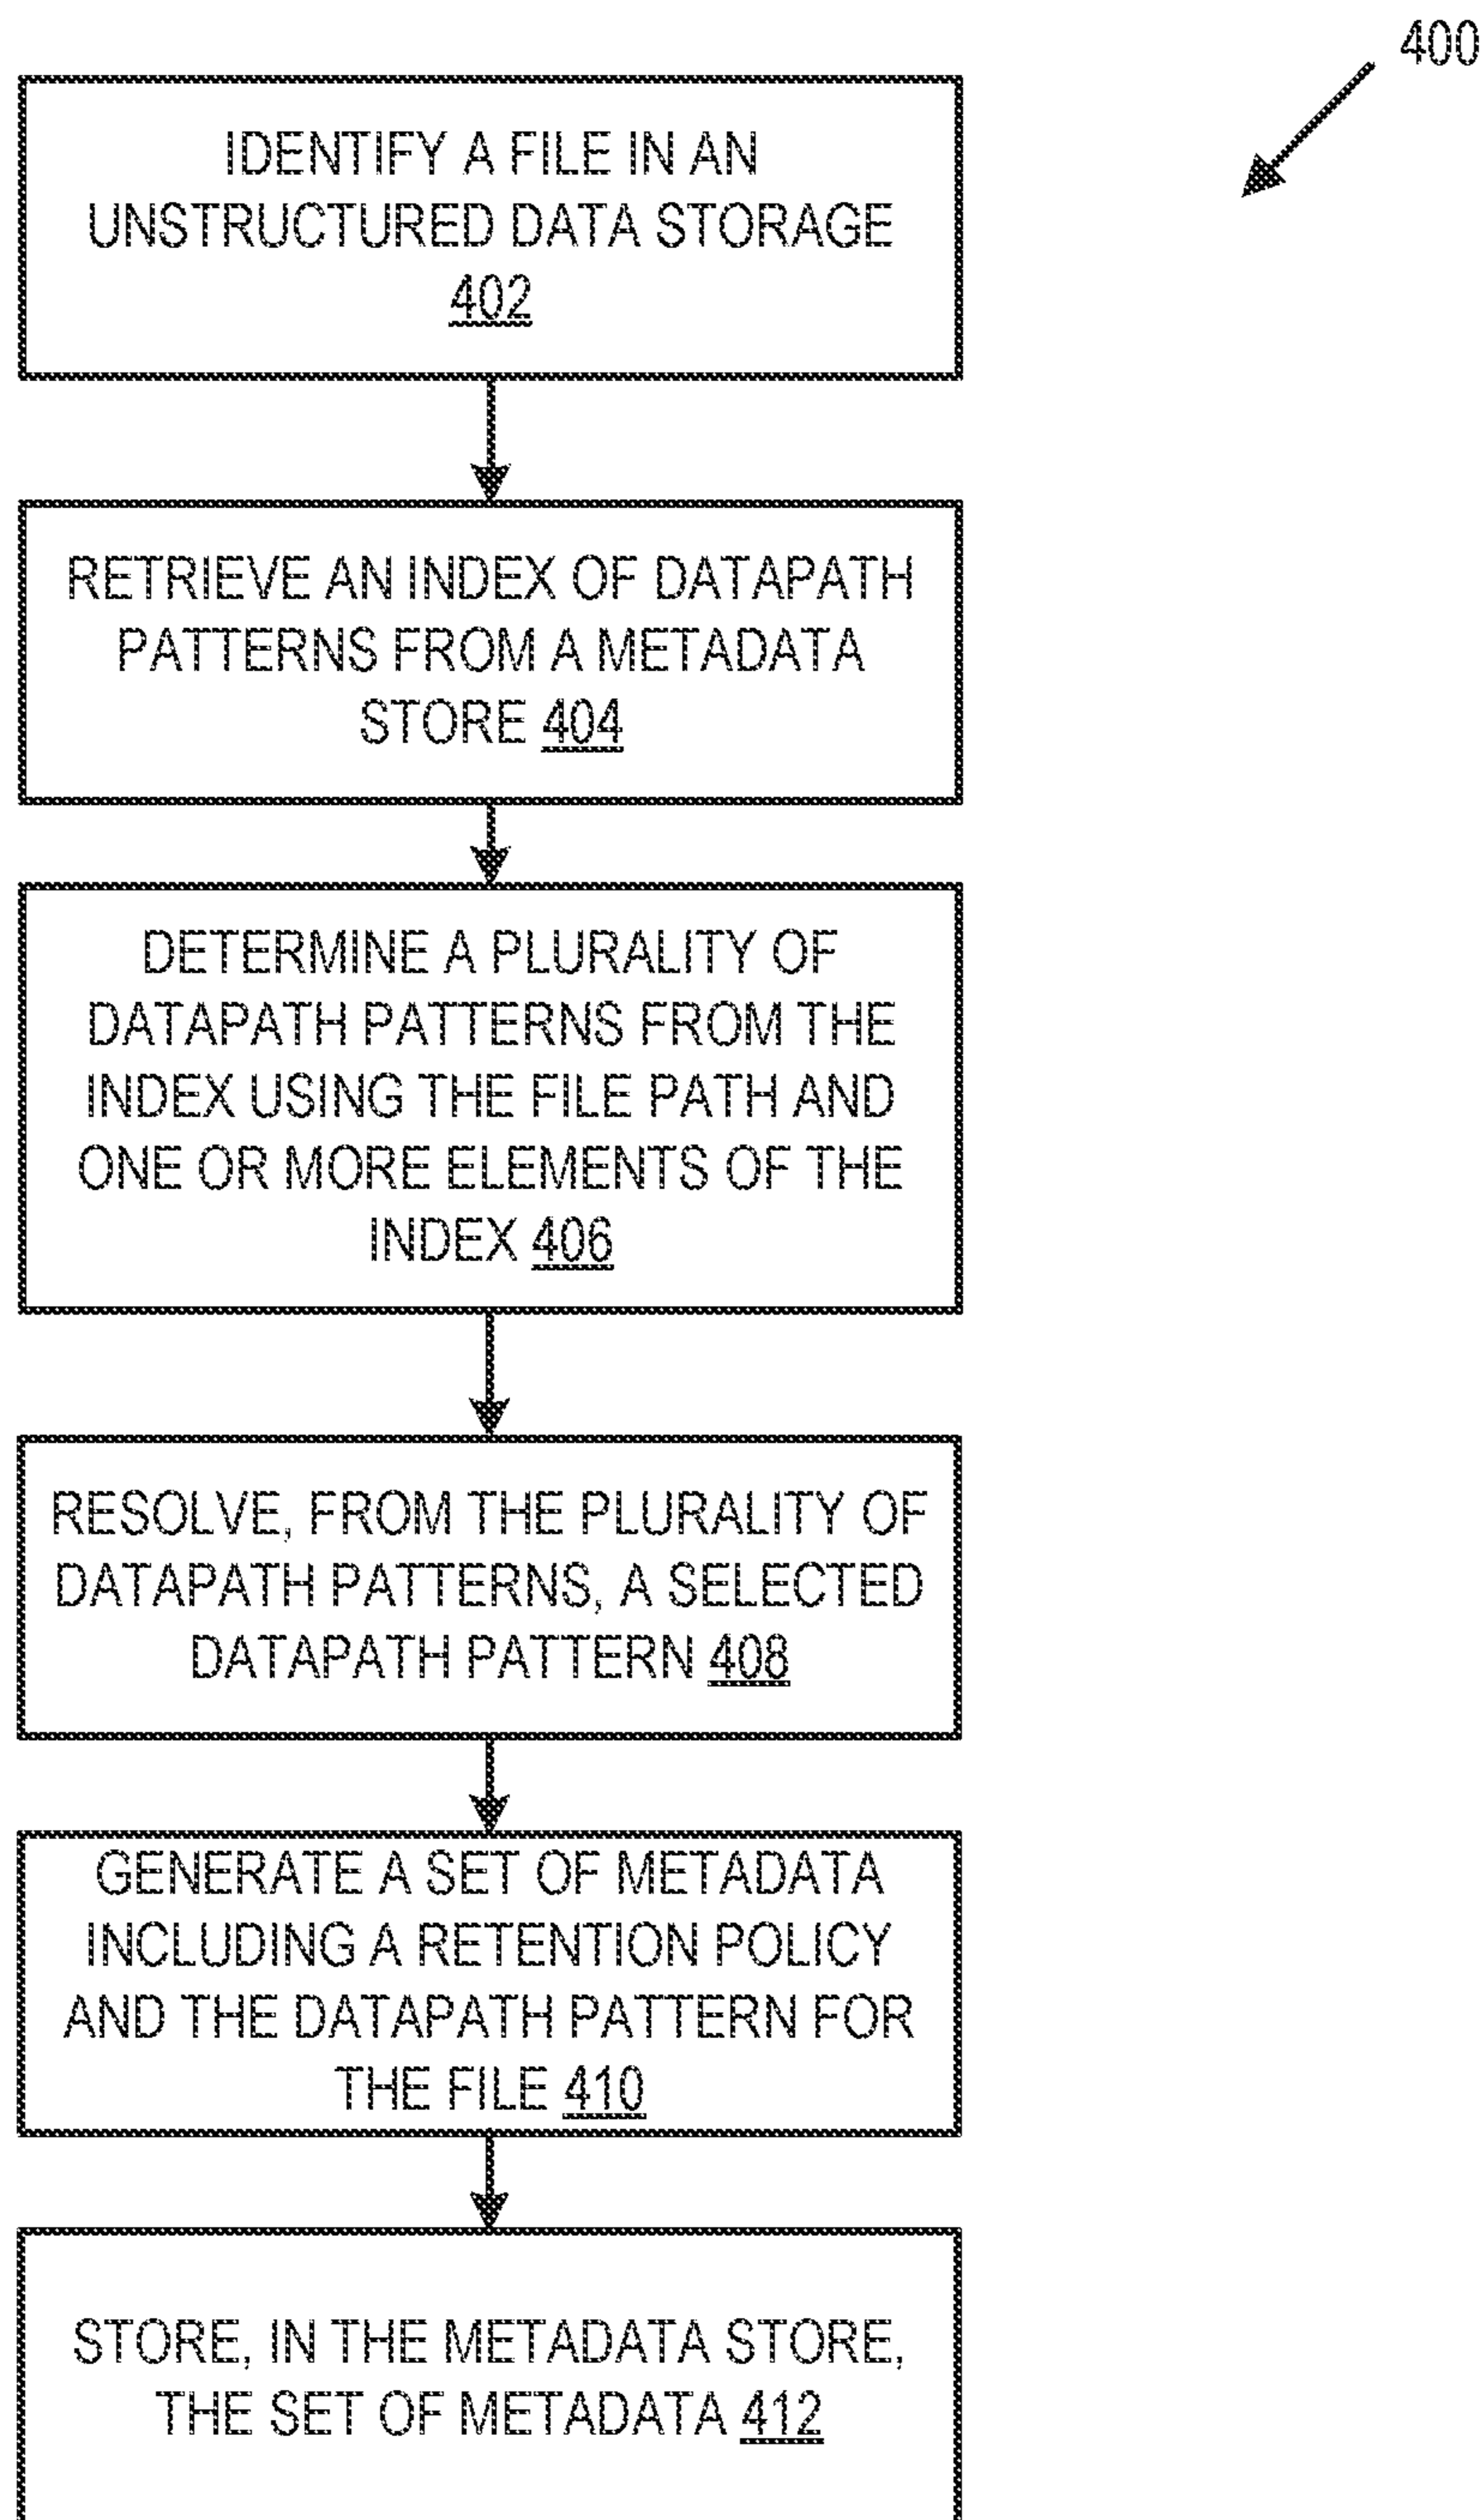 400
IDENTIFY A FILE IN AN
UNSTRUCTURED DATA STORAGE
402
RETRIEVE AN INDEX OF DATAPATH
PATTERNS FROM A METADATA
STORE 404
DETERMINE A PLURALITY OF
DATAPATH PATTERNS FROM THE
INDEX USING THE FILE PATH AND
ONE OR MORE ELEMENTS OF THE
INDEX 406
RESOLVE, FROM THE PLURALITY OF
DATAPATH PATTERNS, A SELECTED
DATAPATH PATTERN 408
GENERATE A SET OF METADATA
INCLUDING A RETENTION POLICY
AND THE DATAPATH PATTERN FOR
THE FILE 410
STORE, IN THE METADATA STORE,
THE SET OF METADATA 412